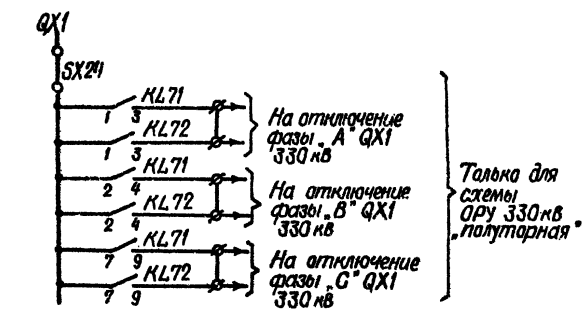 QX1
SX24
KL71
1 3
KL72
1 3
На отключение
фазы „А" QX1
330 кВ
KL71
2 4
KL72
2 4
На отключение
фазы „В" QX1
330 кВ
KL71
7 9
KL72
7 9
На отключение
фазы „С" QX1
330 кВ
Только для
схемы
ОРУ 330 кВ
„полуторная"